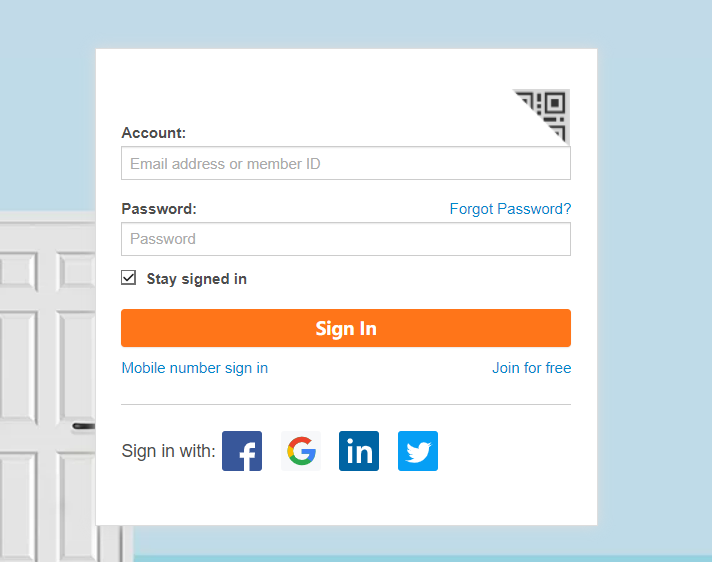 Account:
Email address or member ID
Password:
Forgot Password?
Password
Stay signed in
Sign In
Mobile number sign in
Join for free
Sign in with:
f
G
in